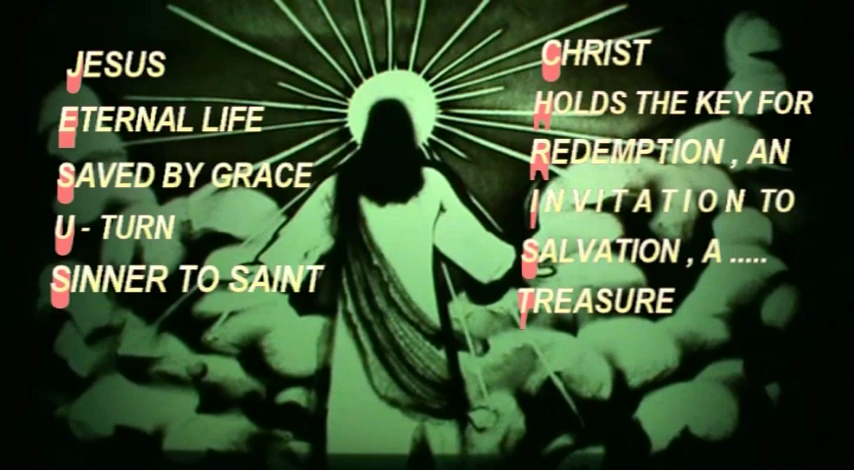 JESUS
ETERNAL LIFE
SAVED BY GRACE
U - TURN
SINNER TO SAINT
CHRIST
HOLDS THE KEY FOR
REDEMPTION , AN
I N V I T A T I O N TO
SALVATION , A .....
TREASURE